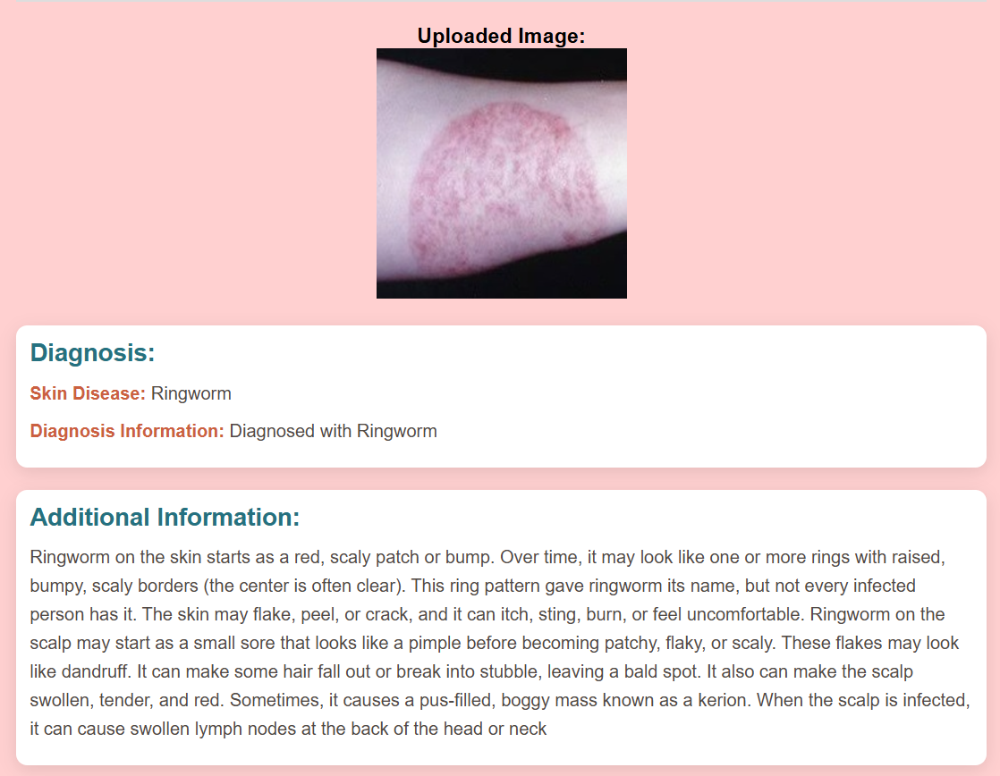 Uploaded Image:
Diagnosis:
Skin Disease: Ringworm
Diagnosis Information: Diagnosed with Ringworm
Additional Information:
Ringworm on the skin starts as a red, scaly patch or bump. Over time, it may look like one or more rings with raised,
bumpy, scaly borders (the center is often clear). This ring pattern gave ringworm its name, but not every infected
person has it. The skin may flake, peel, or crack, and it can itch, sting, burn, or feel uncomfortable. Ringworm on the
scalp may start as a small sore that looks like a pimple before becoming patchy, flaky, or scaly. These flakes may look
like dandruff. It can make some hair fall out or break into stubble, leaving a bald spot. It also can make the scalp
swollen, tender, and red. Sometimes, it causes a pus-filled, boggy mass known as a kerion. When the scalp is infected,
it can cause swollen lymph nodes at the back of the head or neck